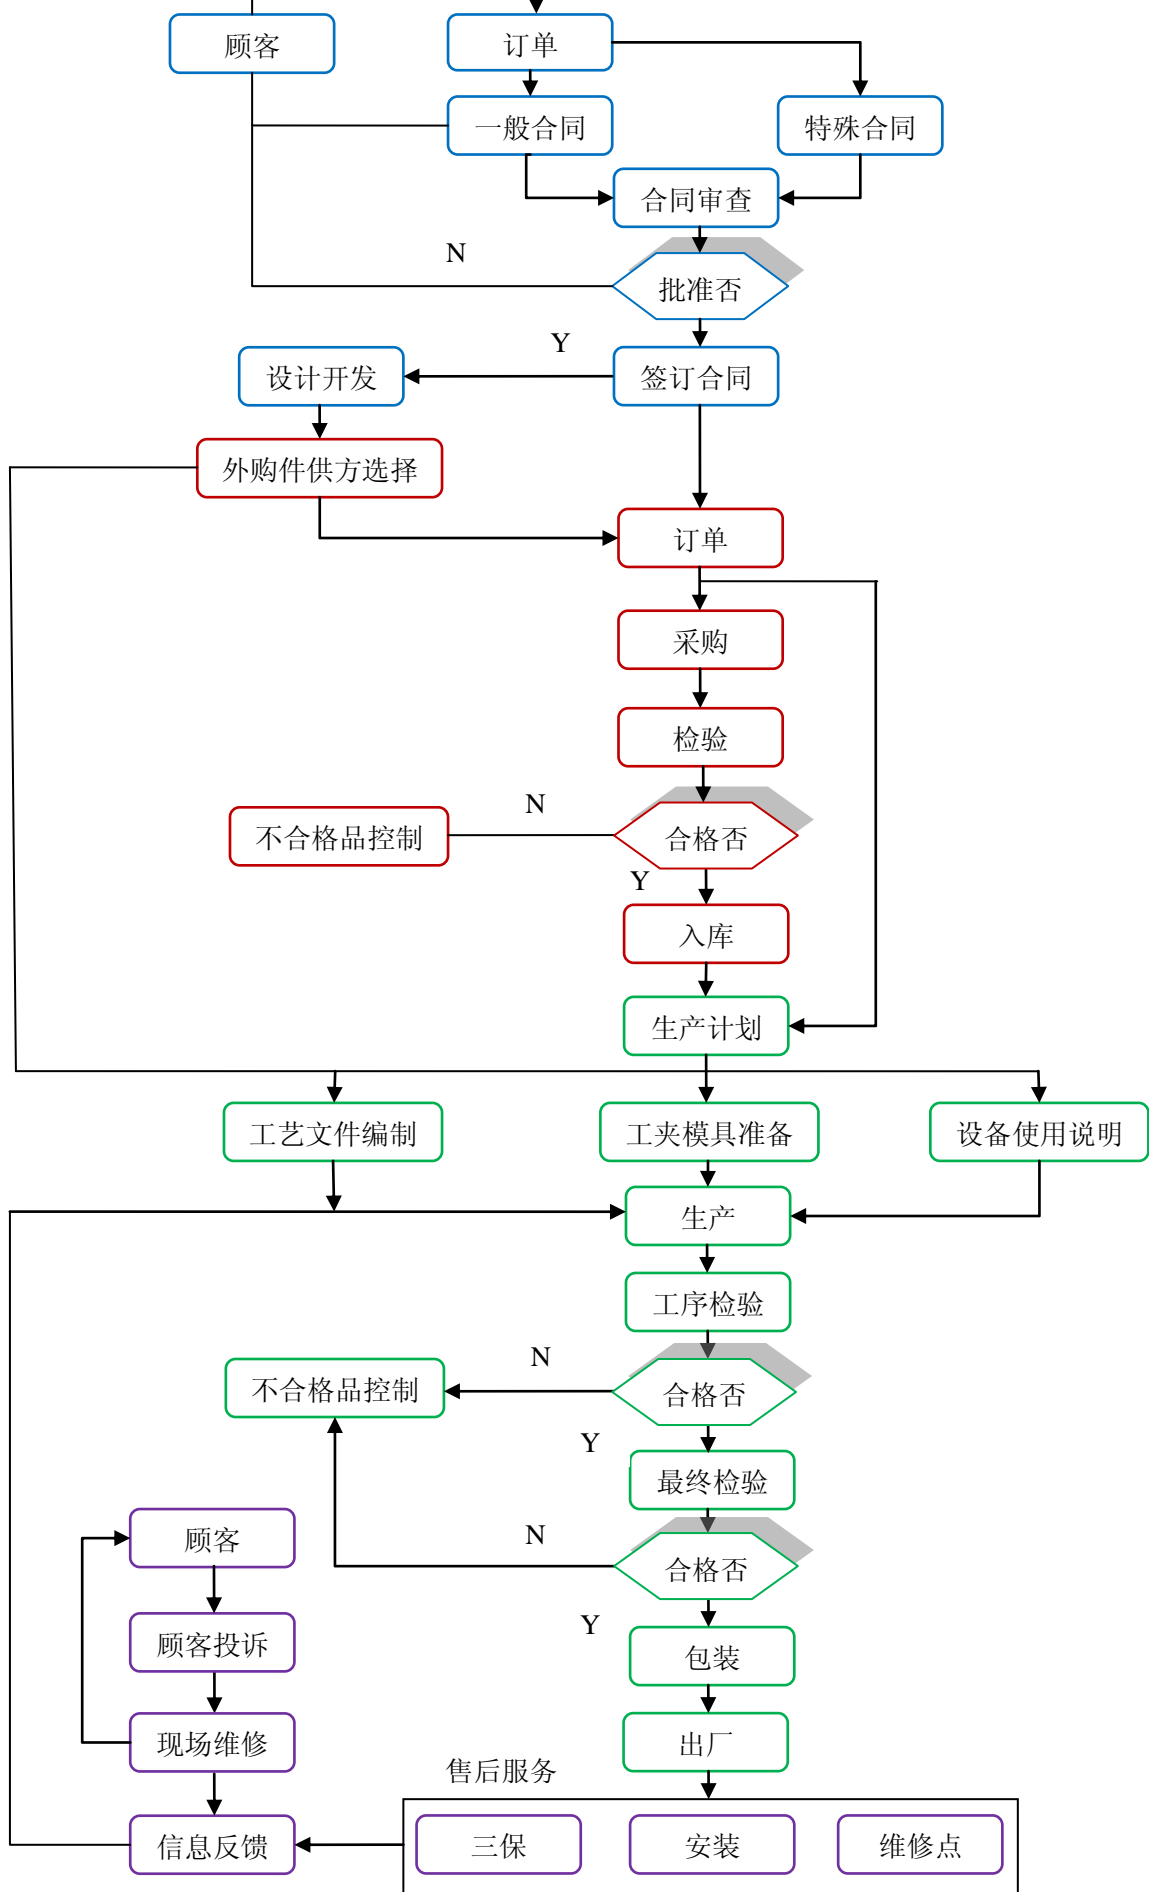 顾客
订单
一般合同
特殊合同
合同审查
N
批准否
Y
设计开发
签订合同
外购件供方选择
订单
采购
检验
N
不合格品控制
合格否
Y
入库
生产计划
工艺文件编制
工夹模具准备
设备使用说明
生产
工序检验
N
不合格品控制
合格否
Y
最终检验
顾客
N
合格否
Y
顾客投诉
包装
现场维修
出厂
售后服务
信息反馈
三保
安装
维修点